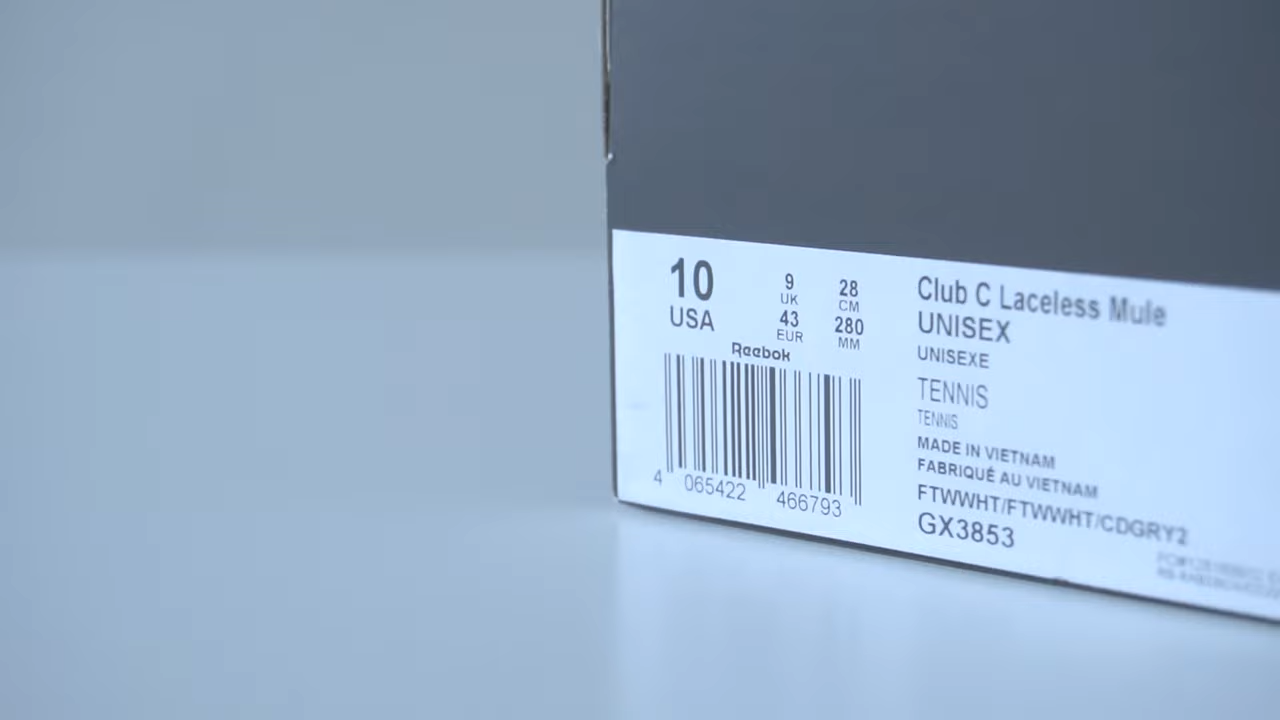 10
USA
9
UK
43
EUR
28
CM
280
MM
Reebok
4 065422 466793
Club C Laceless Mule
UNISEX
UNISEXE
TENNIS
TENNIS
MADE IN VIETNAM
FABRIQUÉ AU VIETNAM
FTWWHT/FTWWHT/CDGRY2
GX3853